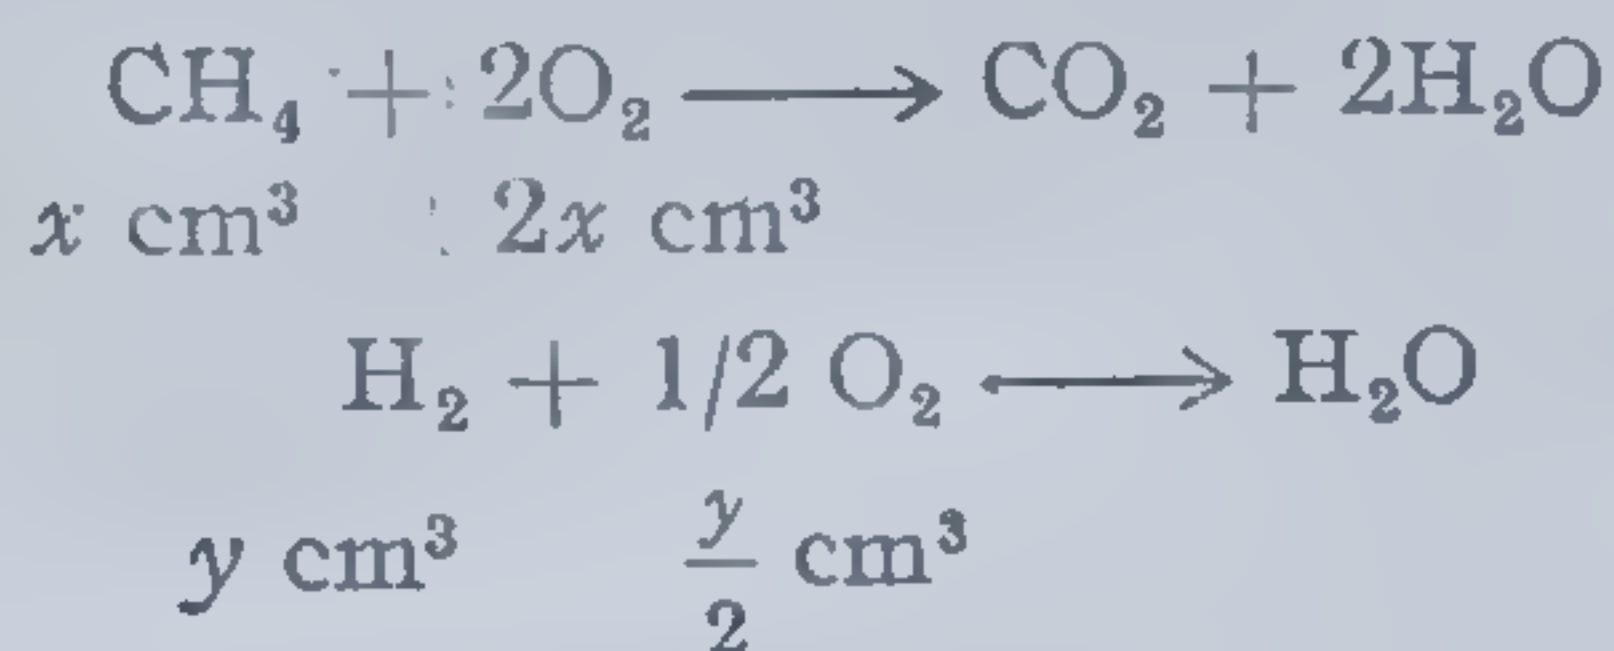 CH₄ + 2O₂ ⟶ CO₂ + 2H₂O
x cm³ 2x cm³
H₂ + 1/2 O₂ ⟶ H₂O
y cm³ y/2 cm³